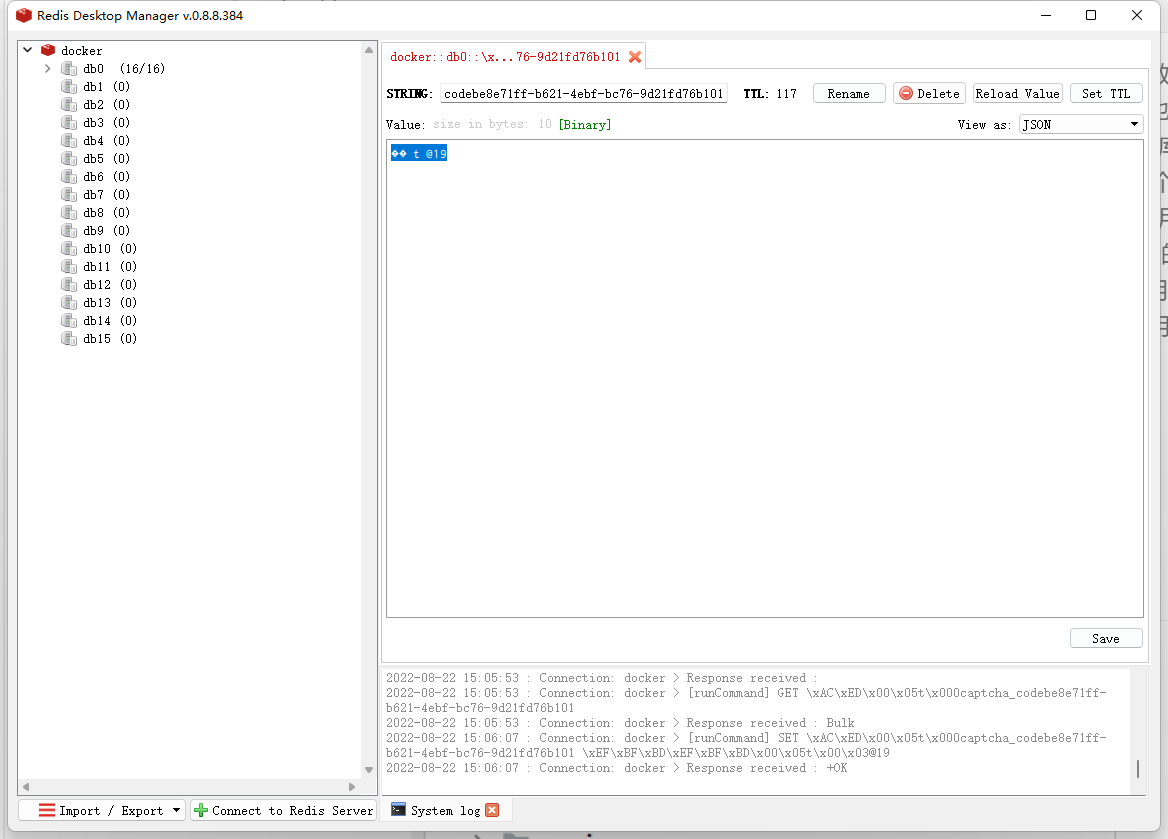 Redis Desktop Manager v.0.8.8.384
docker
db0 (16/16)
db1 (0)
db2 (0)
db3 (0)
db4 (0)
db5 (0)
db6 (0)
db7 (0)
db8 (0)
db9 (0)
db10 (0)
db11 (0)
db12 (0)
db13 (0)
db14 (0)
db15 (0)
Import / Export
Connect to Redis Server
docker::db0::\x...76-9d21fd76b101
STRING: codebe8e71ff-b621-4ebf-bc76-9d21fd76b101 TTL: 117 Rename Delete Reload Value Set TTL
Value: size in bytes: 10 [Binary] View as: JSON
�� t @19
Save
2022-08-22 15:05:53 : Connection: docker > Response received :
2022-08-22 15:05:53 : Connection: docker > [runCommand] GET \xAC\xED\x00\x05t\x000captcha_codebe8e71ff-
b621-4ebf-bc76-9d21fd76b101
2022-08-22 15:05:53 : Connection: docker > Response received : Bulk
2022-08-22 15:06:07 : Connection: docker > [runCommand] SET \xAC\xED\x00\x05t\x000captcha_codebe8e71ff-
b621-4ebf-bc76-9d21fd76b101 \xEF\xBF\xBD\xEF\xBF\xBD\x00\x05t\x00\x03@19
2022-08-22 15:06:07 : Connection: docker > Response received : +OK
System log